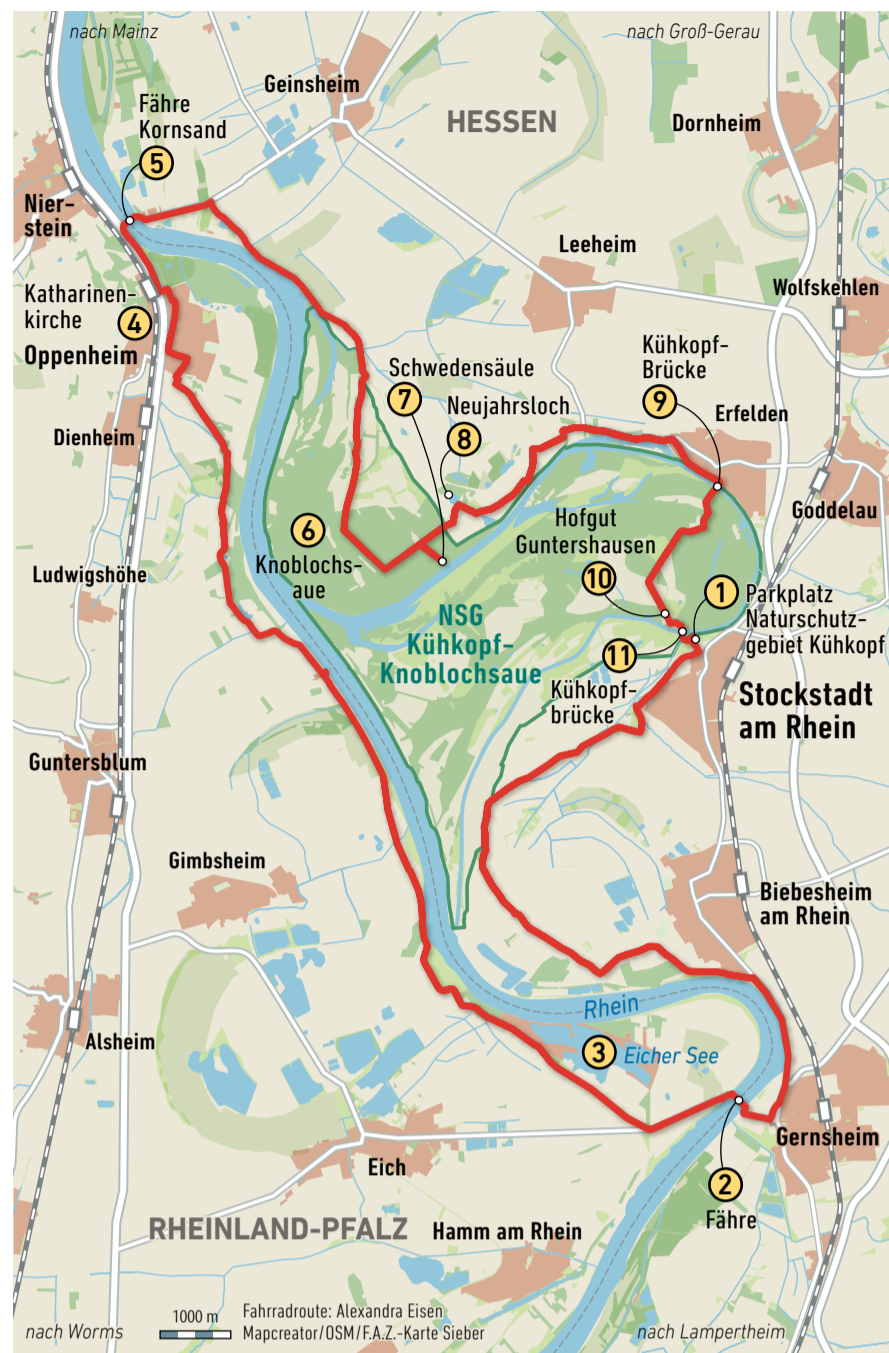 nach Mainz
nach Groß-Gerau
Geinsheim
Fähre
Kornsand
5
HESSEN
Dornheim
Nier-
stein
Leeheim
Katharinen-
kirche
4
Oppenheim
Wolfskehlen
Kühkopf-
Brücke
9
Schwedensäule
7
Neujahrsloch
8
Erfelden
Dienheim
Goddelau
Hofgut
Guntershausen
10
6
Knoblochs-
aue
Ludwigshöhe
1
Parkplatz
Naturschutz-
gebiet Kühkopf
NSG
Kühkopf-
Knoblochsaue
11
Kühkopf-
brücke
Stockstadt
am Rhein
Guntersblum
Gimbsheim
Biebesheim
am Rhein
Rhein
Alsheim
3
Eicher See
Gernsheim
Eich
2
Fähre
RHEINLAND-PFALZ
Hamm am Rhein
1000 m
Fahrradroute: Alexandra Eisen
Mapcreator/OSM/F.A.Z.-Karte Sieber
nach Worms
nach Lampertheim